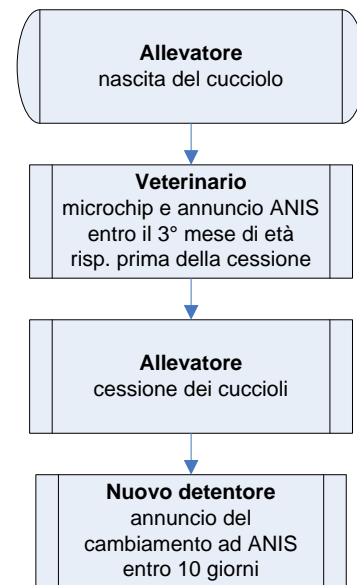 Allevatore
nascita del cucciolo
Veterinario
microchip e annuncio ANIS
entro il 3° mese di età
risp. prima della cessione
Allevatore
cessione dei cuccioli
Nuovo detentore
annuncio del
cambiamento ad ANIS
entro 10 giorni